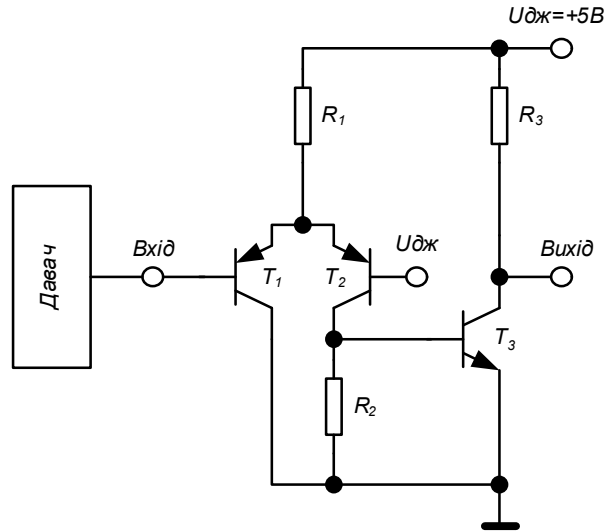 Uдж=+5В
R1
R3
Давач
Вхід
T1
T2
Uдж
Вихід
T3
R2